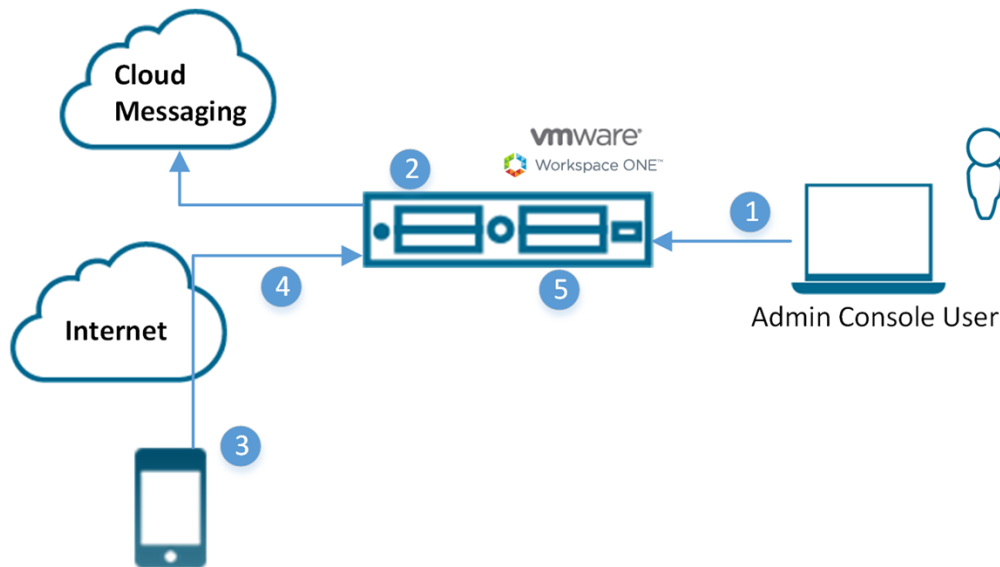 Cloud
Messaging
vmware®
Workspace ONE™
2
1
4
5
Internet
Admin Console User
3